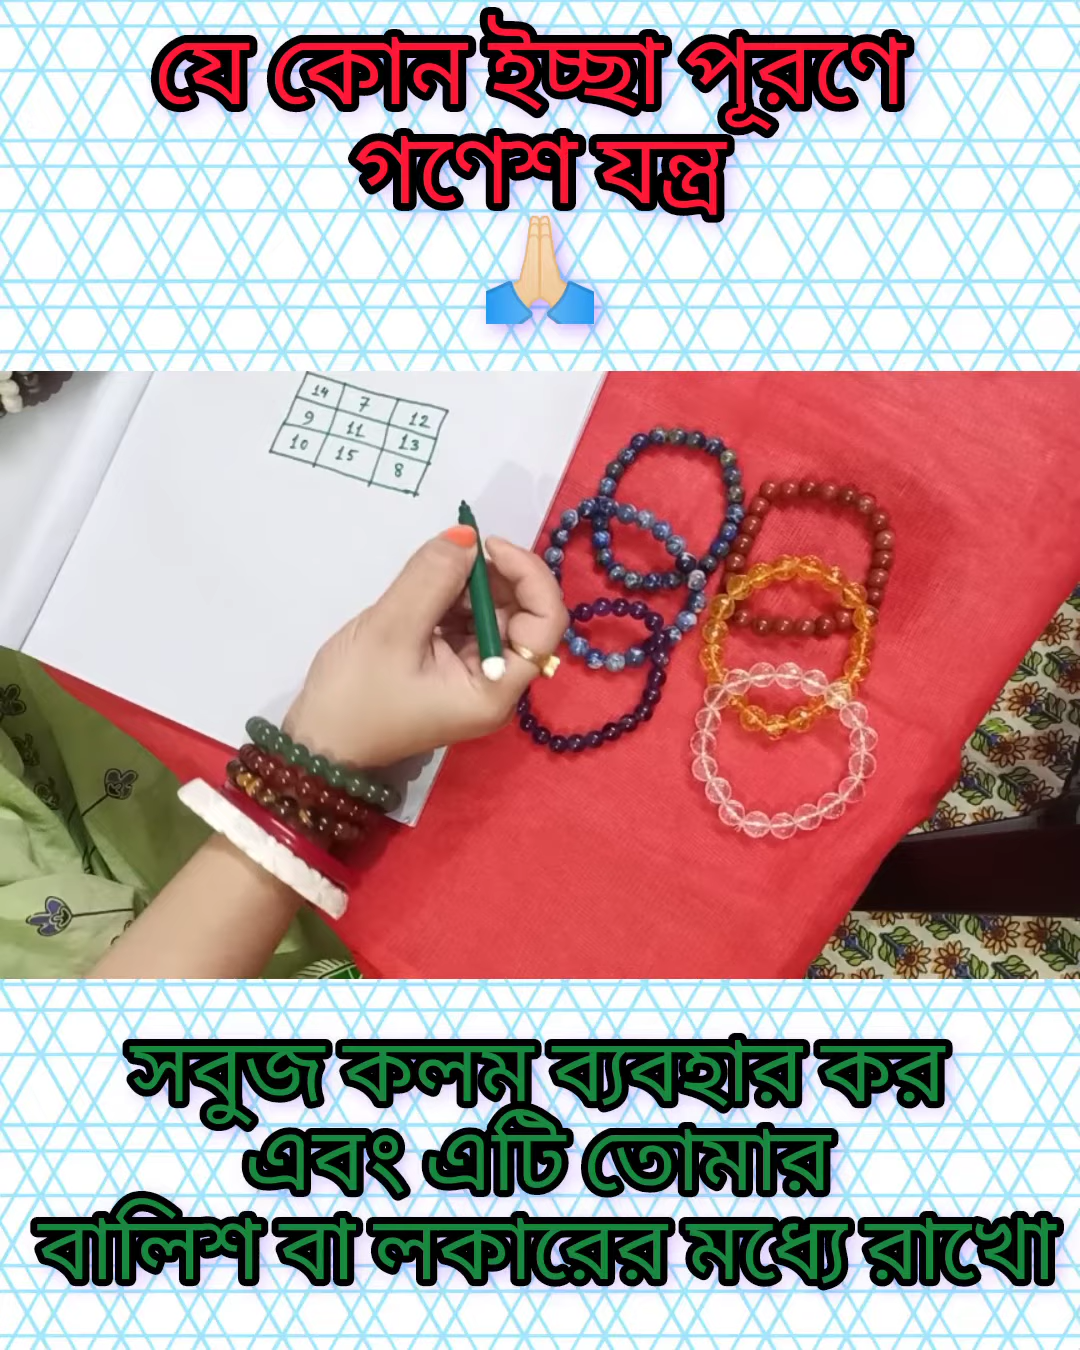 যে কোন ইচ্ছা পূরণে
গণেশ যন্ত্র
14 7 12
9 11 13
10 15 8
সবুজ কলম ব্যবহার কর
এবং এটি তোমার
বালিশ বা লকারের মধ্যে রাখো